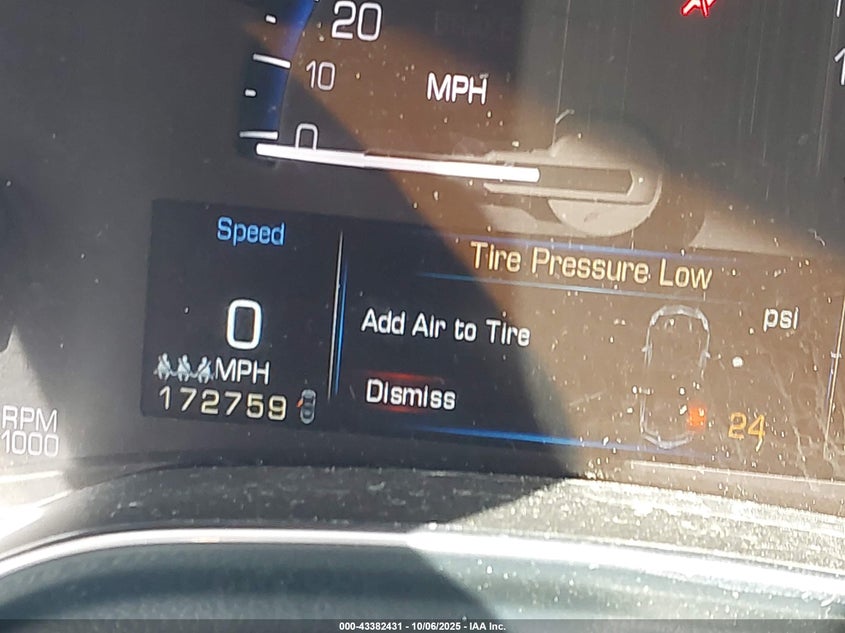 20
10
MPH
0
Speed
Tire Pressure Low
0
Add Air to Tire
psi
MPH
Dismiss
172759
24
RPM
1000
000-43382431 - 10/06/2025 - IAA Inc.